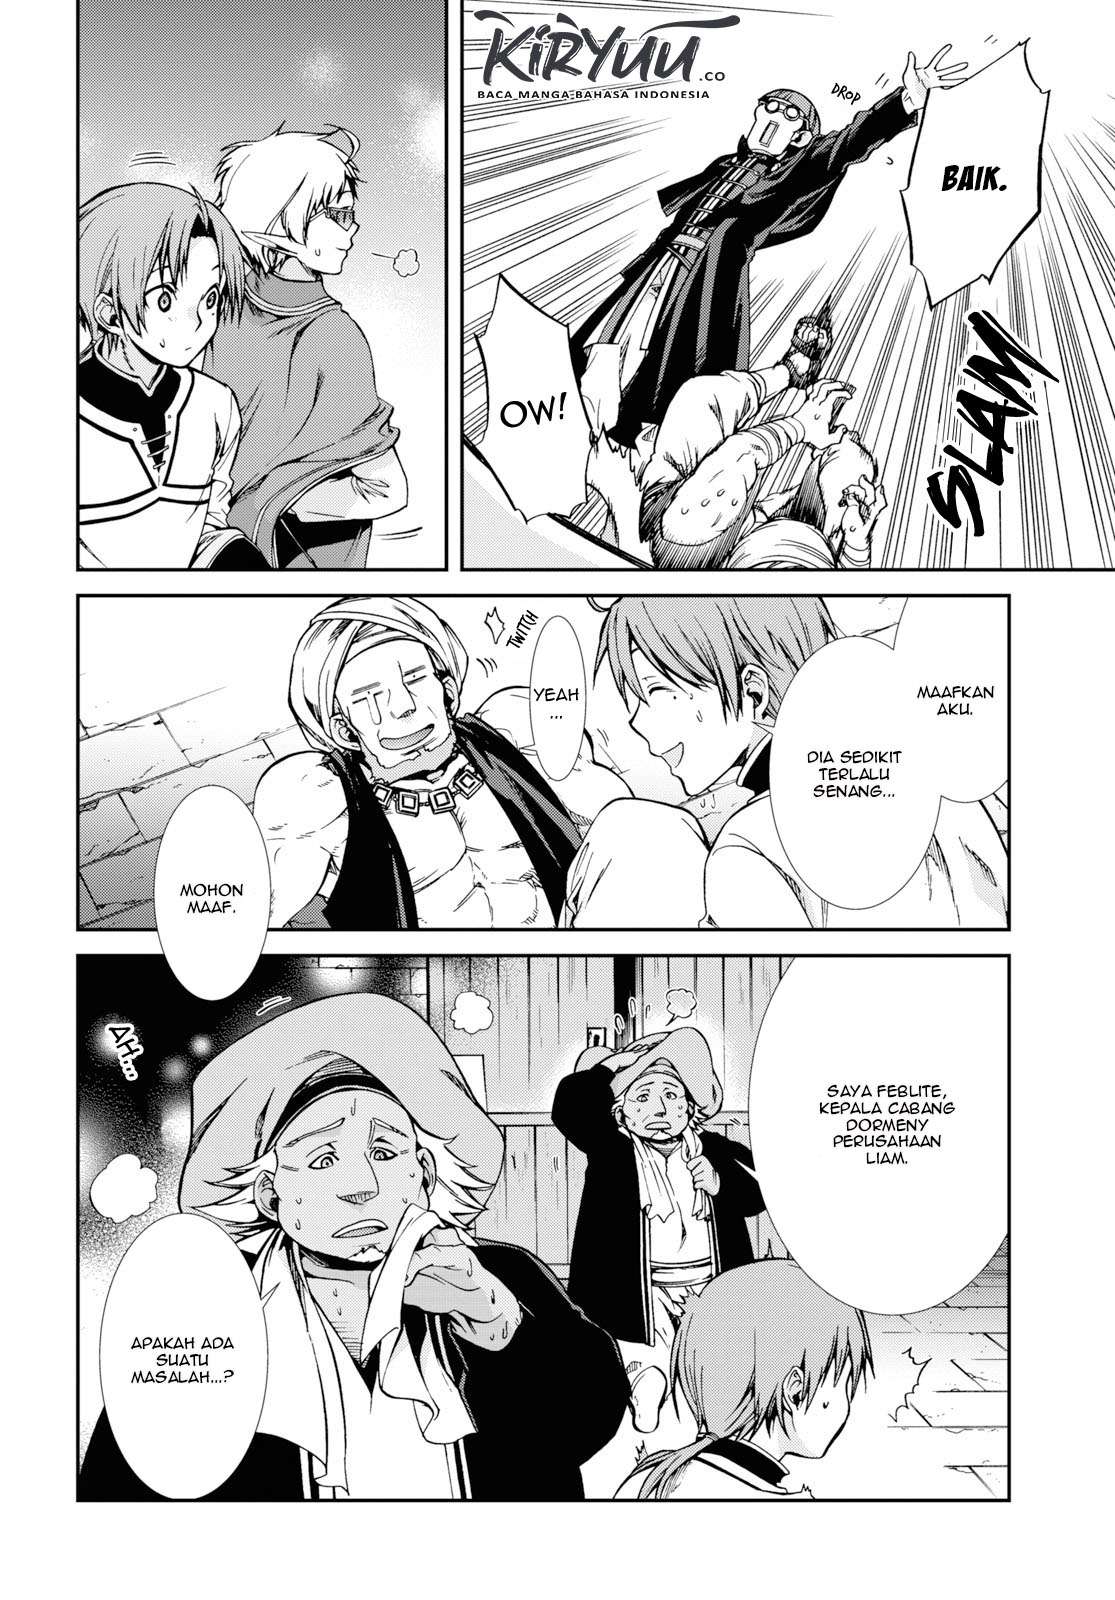 KIRYUU.CO
BACA MANGA BAHASA INDONESIA
DROP
BAIK.
OW!
SLAM
MAAFKAN
AKU.
DIA SEDIKIT
TERLALU
SENANG...
TWITCH
YEAH
...
MOHON
MAAF.
SAYA FEBLITE,
KEPALA CABANG
DORMENY
PERUSAHAAN
LIAM.
AH...
APAKAH ADA
SUATU
MASALAH...?